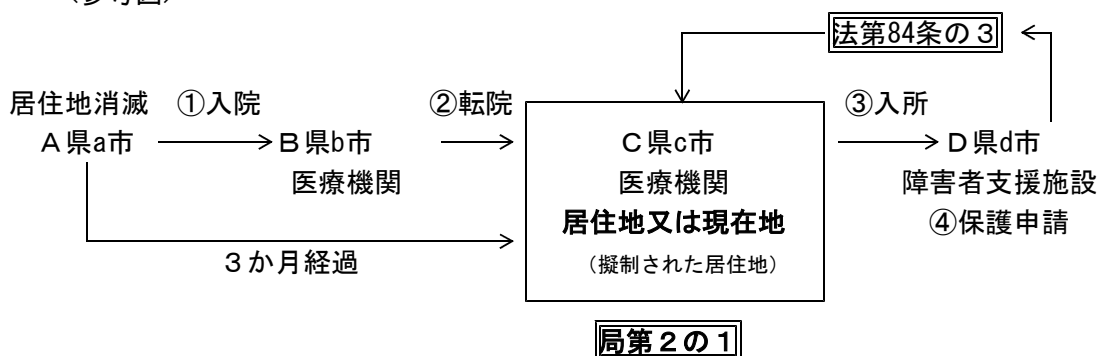 法第84条の３
居住地消滅 ①入院 ②転院 ③入所
Ａ県a市 Ｂ県b市 Ｃ県c市 Ｄ県d市
医療機関 医療機関 障害者支援施設
居住地又は現在地 ④保護申請
３か月経過 （擬制された居住地）
局第２の１